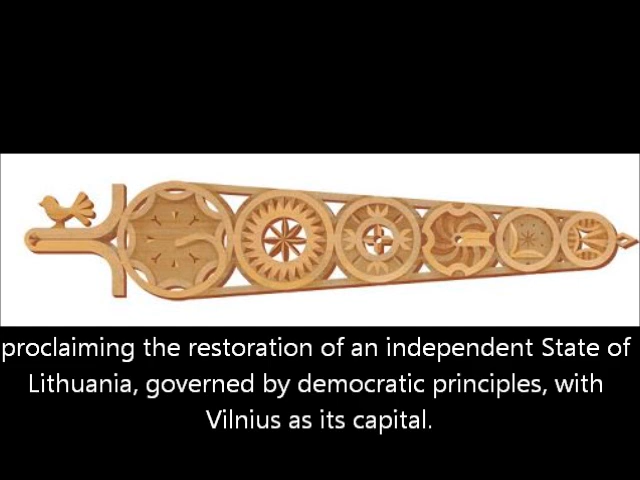 proclaiming the restoration of an independent State of
Lithuania, governed by democratic principles, with
Vilnius as its capital.